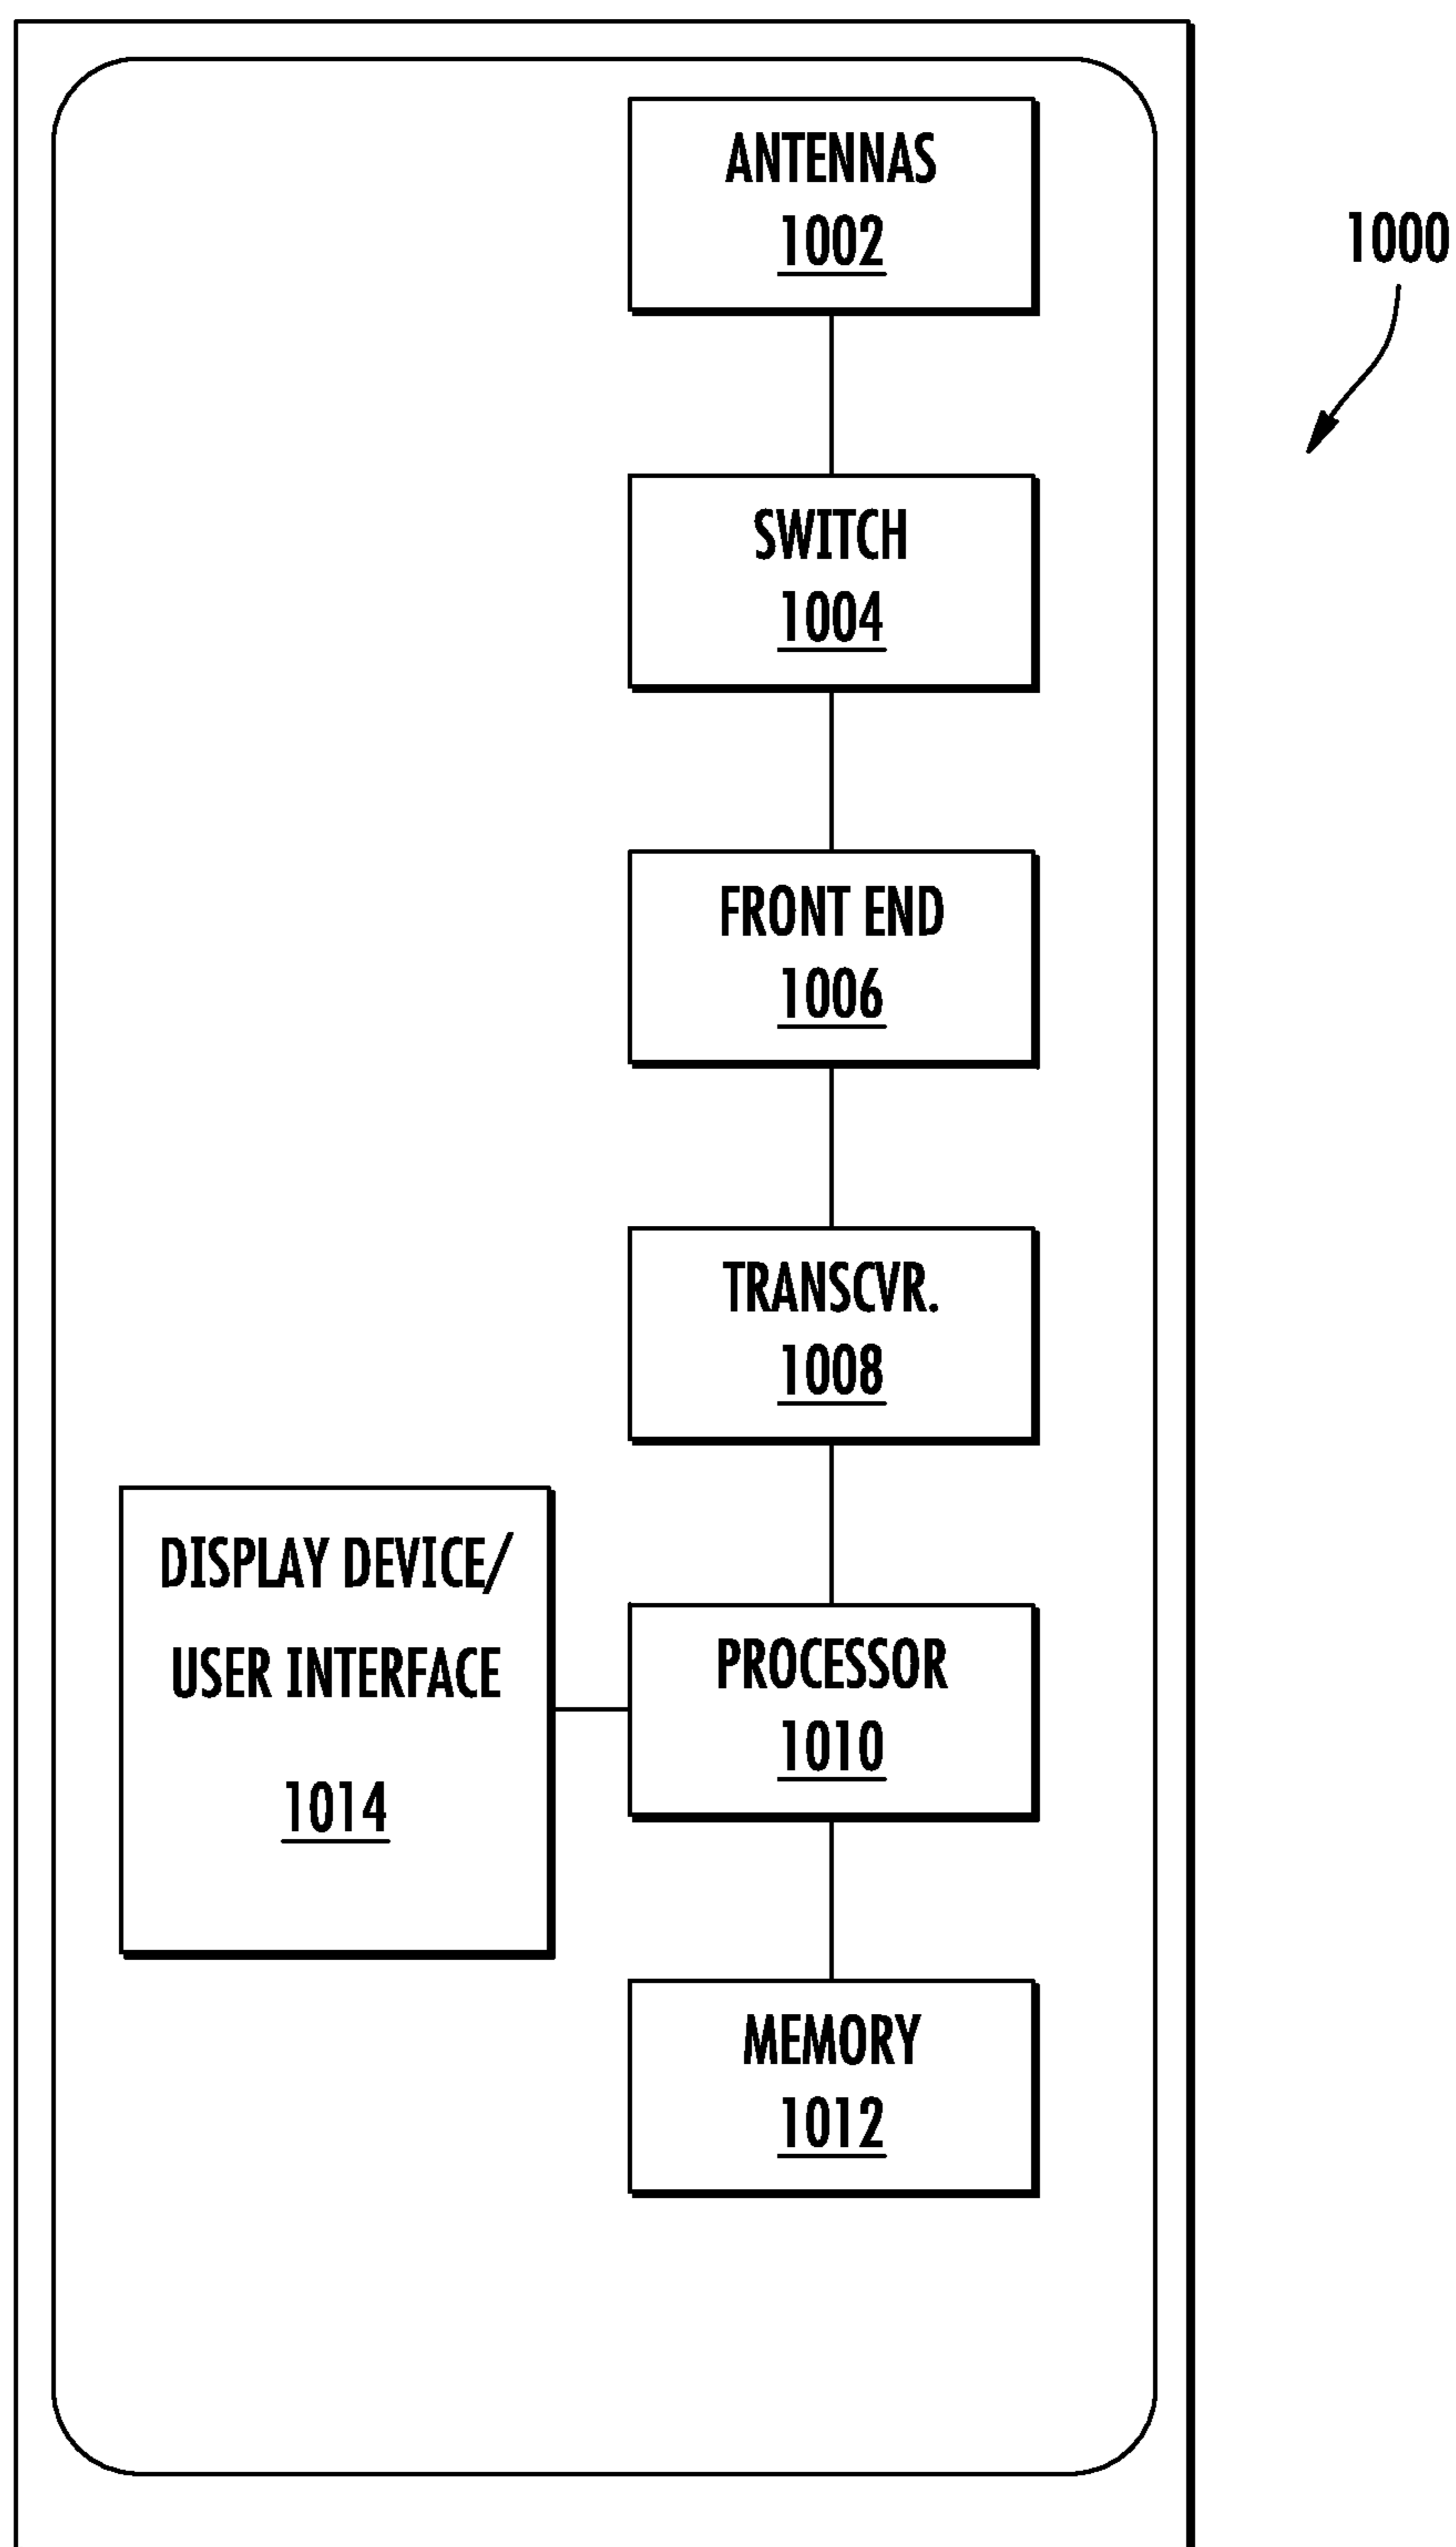 ANTENNAS
1002
1000
SWITCH
1004
FRONT END
1006
TRANSCVR.
1008
DISPLAY DEVICE/
USER INTERFACE
1014
PROCESSOR
1010
MEMORY
1012